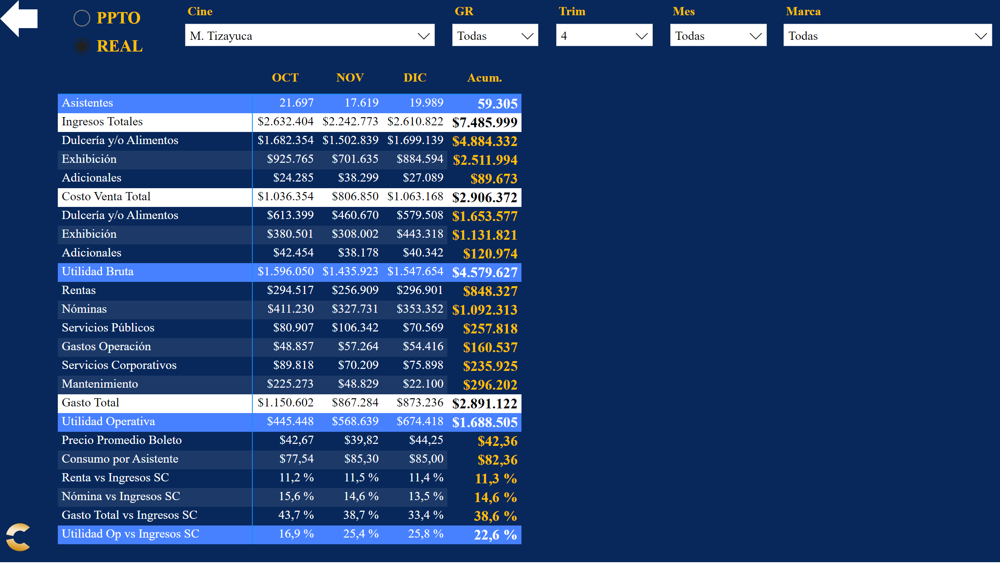 PPTO
REAL
Cine GR Trim Mes Marca
M. Tizayuca Todas 4 Todas Todas
OCT NOV DIC Acum.
Asistentes 21.697 17.619 19.989 59.305
Ingresos Totales $2.632.404 $2.242.773 $2.610.822 $7.485.999
Dulcería y/o Alimentos $1.682.354 $1.502.839 $1.699.139 $4.884.332
Exhibición $925.765 $701.635 $884.594 $2.511.994
Adicionales $24.285 $38.299 $27.089 $89.673
Costo Venta Total $1.036.354 $806.850 $1.063.168 $2.906.372
Dulcería y/o Alimentos $613.399 $460.670 $579.508 $1.653.577
Exhibición $380.501 $308.002 $443.318 $1.131.821
Adicionales $42.454 $38.178 $40.342 $120.974
Utilidad Bruta $1.596.050 $1.435.923 $1.547.654 $4.579.627
Rentas $294.517 $256.909 $296.901 $848.327
Nóminas $411.230 $327.731 $353.352 $1.092.313
Servicios Públicos $80.907 $106.342 $70.569 $257.818
Gastos Operación $48.857 $57.264 $54.416 $160.537
Servicios Corporativos $89.818 $70.209 $75.898 $235.925
Mantenimiento $225.273 $48.829 $22.100 $296.202
Gasto Total $1.150.602 $867.284 $873.236 $2.891.122
Utilidad Operativa $445.448 $568.639 $674.418 $1.688.505
Precio Promedio Boleto $42,67 $39,82 $44,25 $42,36
Consumo por Asistente $77,54 $85,30 $85,00 $82,36
Renta vs Ingresos SC 11,2 % 11,5 % 11,4 % 11,3 %
Nómina vs Ingresos SC 15,6 % 14,6 % 13,5 % 14,6 %
Gasto Total vs Ingresos SC 43,7 % 38,7 % 33,4 % 38,6 %
Utilidad Op vs Ingresos SC 16,9 % 25,4 % 25,8 % 22,6 %